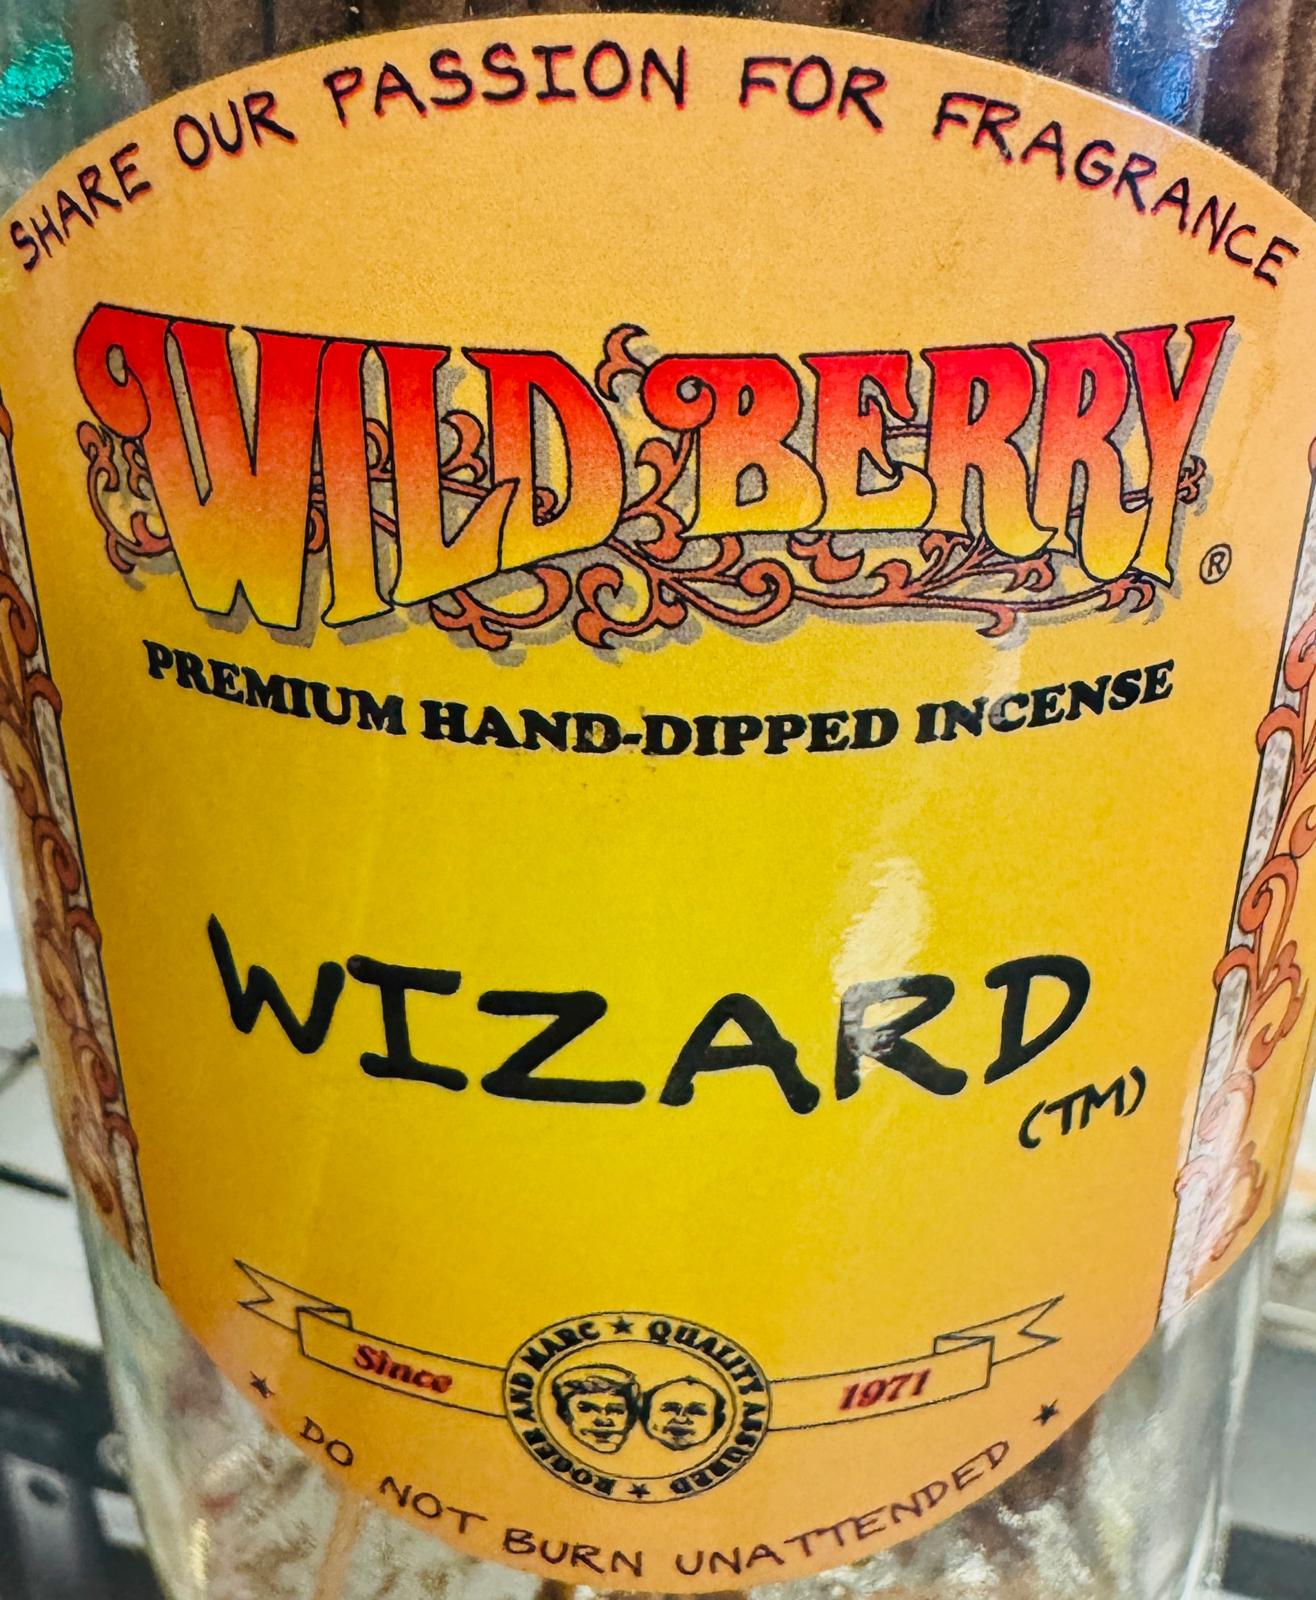 SHARE OUR PASSION FOR FRAGRANCE
WILD BERRY®
PREMIUM HAND-DIPPED INCENSE
WIZARD
(TM)
Since 1971
ROGER AND MARC ★ QUALITY ASSURED ★
★ DO NOT BURN UNATTENDED ★